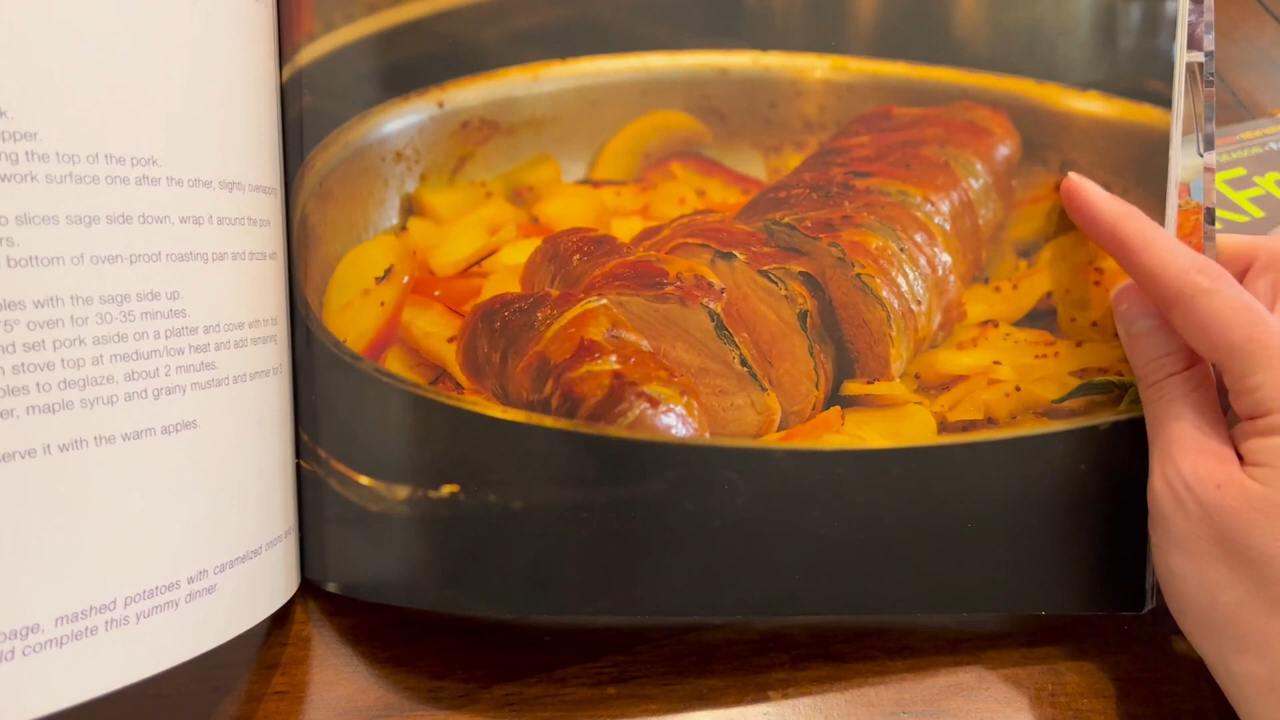 k.
pper.
ng the top of the pork.
work surface one after the other, slightly overlapping
o slices sage side down, wrap it around the pork
rs.
bottom of oven-proof roasting pan and drizzle with
ples with the sage side up.
5° oven for 30-35 minutes.
nd set pork aside on a platter and cover with tin foil.
n stove top at medium/low heat and add remaining
ples to deglaze, about 2 minutes.
er, maple syrup and grainy mustard and simmer for 3
erve it with the warm apples.
bage, mashed potatoes with caramelized onions and
ld complete this yummy dinner.
SEASON